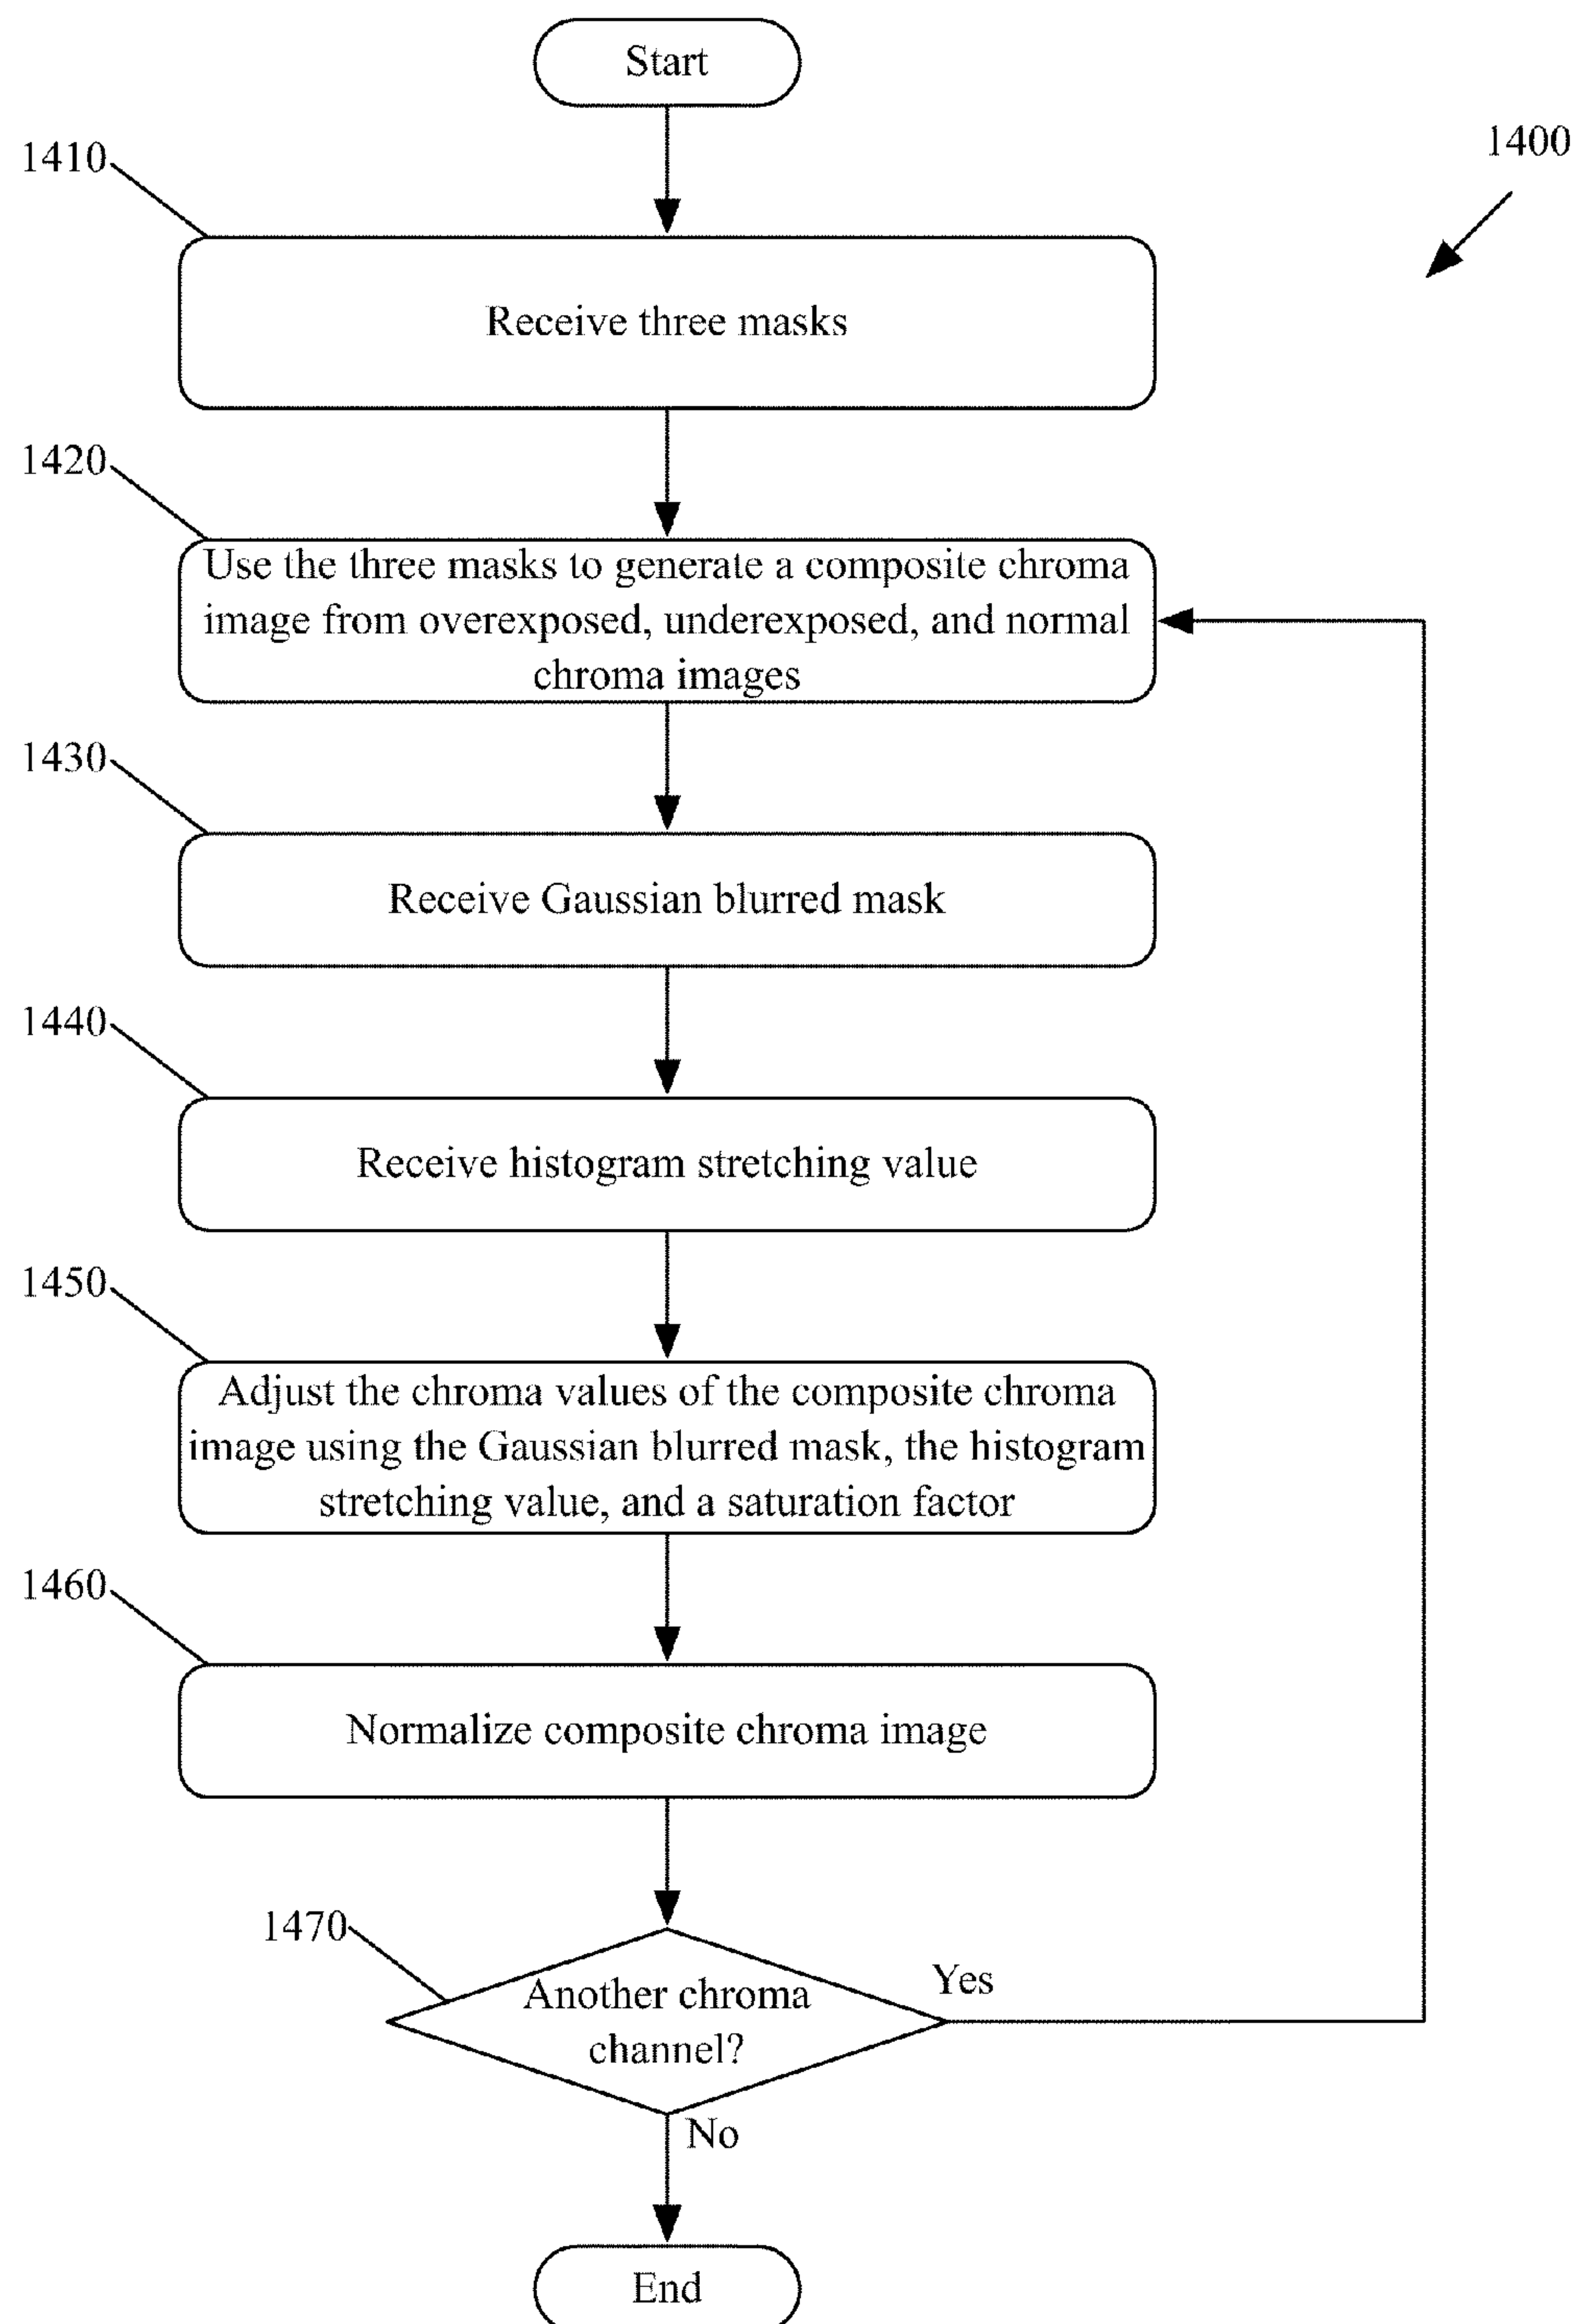 Start
1400
1410
Receive three masks
1420
Use the three masks to generate a composite chroma
image from overexposed, underexposed, and normal
chroma images
1430
Receive Gaussian blurred mask
1440
Receive histogram stretching value
1450
Adjust the chroma values of the composite chroma
image using the Gaussian blurred mask, the histogram
stretching value, and a saturation factor
1460
Normalize composite chroma image
1470
Another chroma
channel?
Yes
No
End